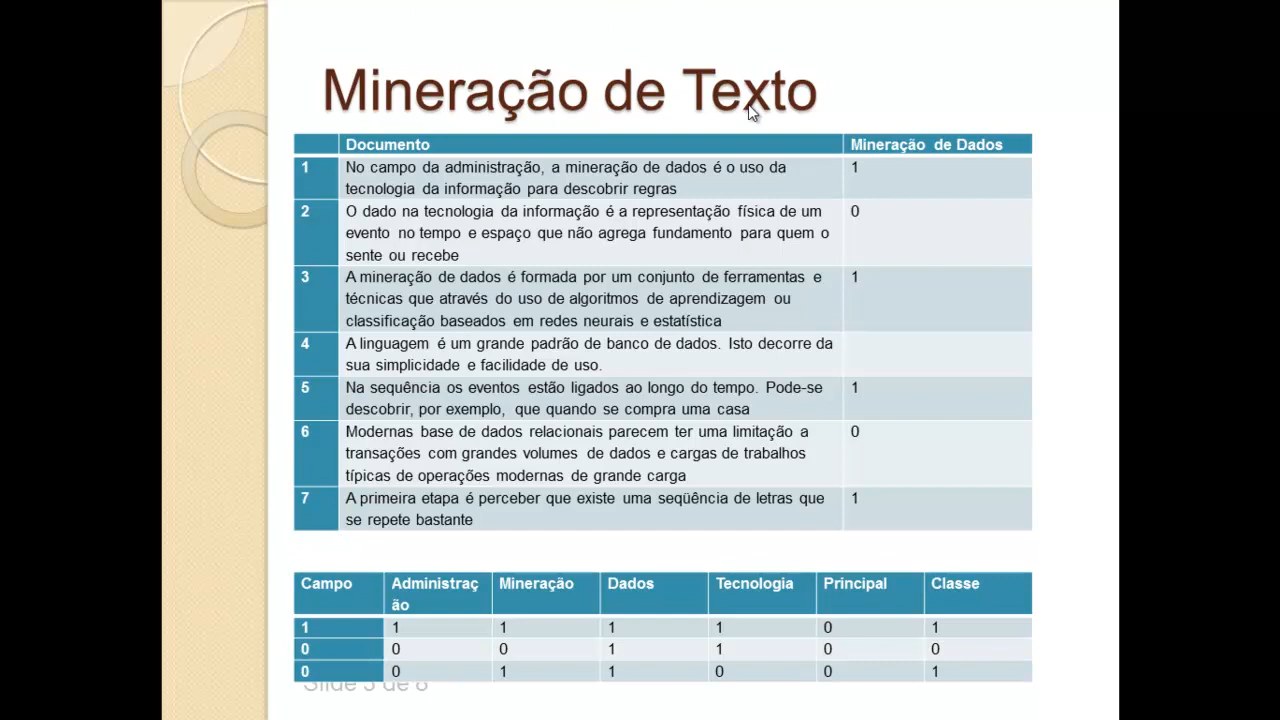 Mineração de Texto
Documento Mineração de Dados
1 No campo da administração, a mineração de dados é o uso da 1
tecnologia da informação para descobrir regras
2 O dado na tecnologia da informação é a representação física de um 0
evento no tempo e espaço que não agrega fundamento para quem o
sente ou recebe
3 A mineração de dados é formada por um conjunto de ferramentas e 1
técnicas que através do uso de algoritmos de aprendizagem ou
classificação baseados em redes neurais e estatística
4 A linguagem é um grande padrão de banco de dados. Isto decorre da
sua simplicidade e facilidade de uso.
5 Na sequência os eventos estão ligados ao longo do tempo. Pode-se 1
descobrir, por exemplo, que quando se compra uma casa
6 Modernas base de dados relacionais parecem ter uma limitação a 0
transações com grandes volumes de dados e cargas de trabalhos
típicas de operações modernas de grande carga
7 A primeira etapa é perceber que existe uma seqüência de letras que 1
se repete bastante
Campo Administraç Mineração Dados Tecnologia Principal Classe
ão
1 1 1 1 1 0 1
0 0 0 1 1 0 0
0 0 1 1 0 0 1
Slide 5 de 6